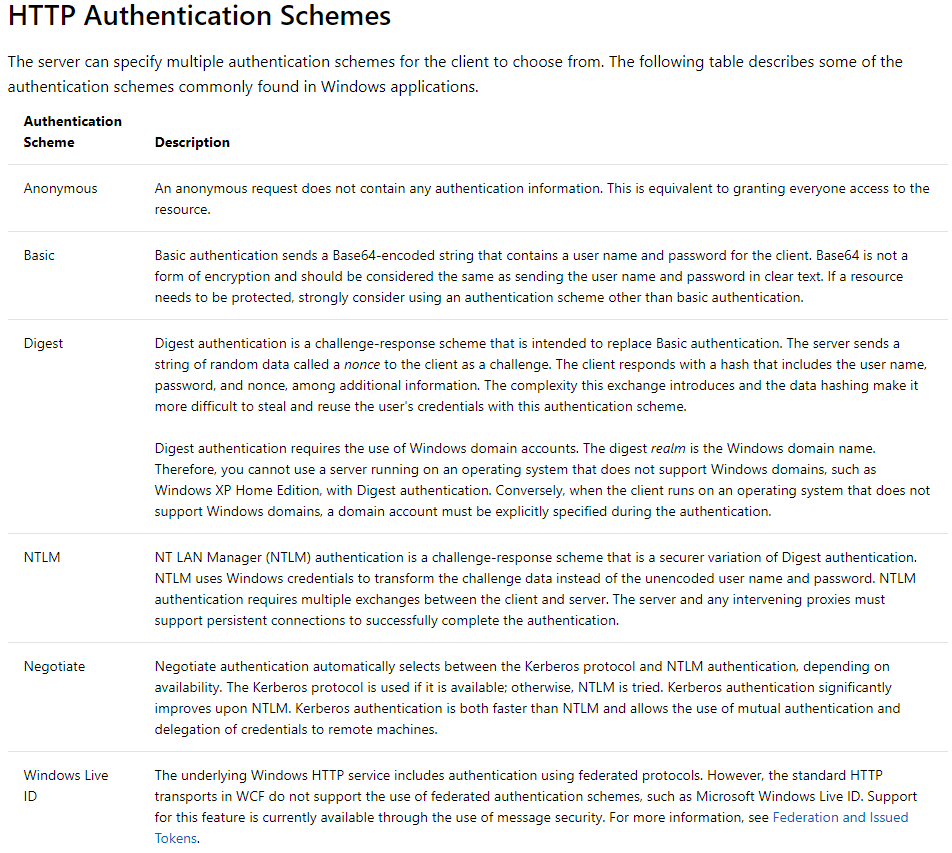 HTTP Authentication Schemes
The server can specify multiple authentication schemes for the client to choose from. The following table describes some of the
authentication schemes commonly found in Windows applications.
Authentication
Scheme
Description
Anonymous
An anonymous request does not contain any authentication information. This is equivalent to granting everyone access to the
resource.
Basic
Basic authentication sends a Base64-encoded string that contains a user name and password for the client. Base64 is not a
form of encryption and should be considered the same as sending the user name and password in clear text. If a resource
needs to be protected, strongly consider using an authentication scheme other than basic authentication.
Digest
Digest authentication is a challenge-response scheme that is intended to replace Basic authentication. The server sends a
string of random data called a nonce to the client as a challenge. The client responds with a hash that includes the user name,
password, and nonce, among additional information. The complexity this exchange introduces and the data hashing make it
more difficult to steal and reuse the user's credentials with this authentication scheme.
Digest authentication requires the use of Windows domain accounts. The digest realm is the Windows domain name.
Therefore, you cannot use a server running on an operating system that does not support Windows domains, such as
Windows XP Home Edition, with Digest authentication. Conversely, when the client runs on an operating system that does not
support Windows domains, a domain account must be explicitly specified during the authentication.
NTLM
NT LAN Manager (NTLM) authentication is a challenge-response scheme that is a securer variation of Digest authentication.
NTLM uses Windows credentials to transform the challenge data instead of the unencoded user name and password. NTLM
authentication requires multiple exchanges between the client and server. The server and any intervening proxies must
support persistent connections to successfully complete the authentication.
Negotiate
Negotiate authentication automatically selects between the Kerberos protocol and NTLM authentication, depending on
availability. The Kerberos protocol is used if it is available; otherwise, NTLM is tried. Kerberos authentication significantly
improves upon NTLM. Kerberos authentication is both faster than NTLM and allows the use of mutual authentication and
delegation of credentials to remote machines.
Windows Live
ID
The underlying Windows HTTP service includes authentication using federated protocols. However, the standard HTTP
transports in WCF do not support the use of federated authentication schemes, such as Microsoft Windows Live ID. Support
for this feature is currently available through the use of message security. For more information, see Federation and Issued
Tokens.